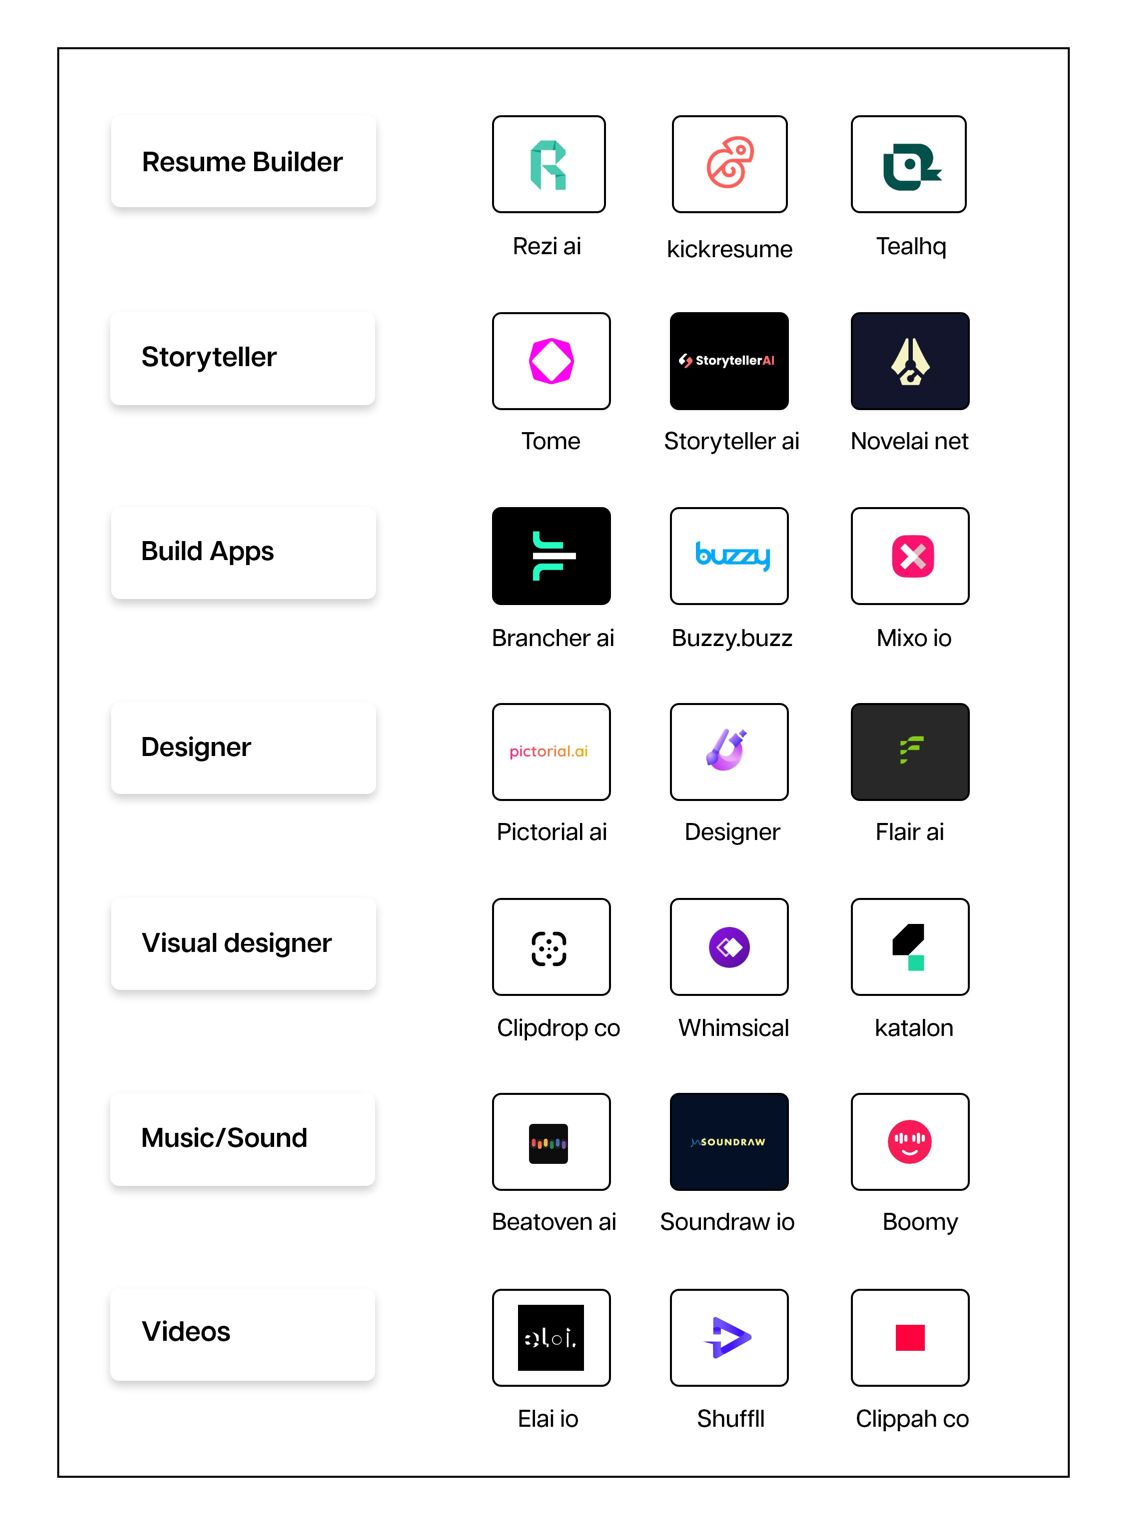 Resume Builder
Rezi ai
kickresume
Tealhq
Storyteller
StorytellerAI
Tome
Storyteller ai
Novelai net
Build Apps
buzzy
Brancher ai
Buzzy.buzz
Mixo io
Designer
pictorial.ai
Pictorial ai
Designer
Flair ai
Visual designer
Clipdrop co
Whimsical
katalon
Music/Sound
SOUNDRAW
Beatoven ai
Soundraw io
Boomy
Videos
elai.
Elai io
Shuffll
Clippah co